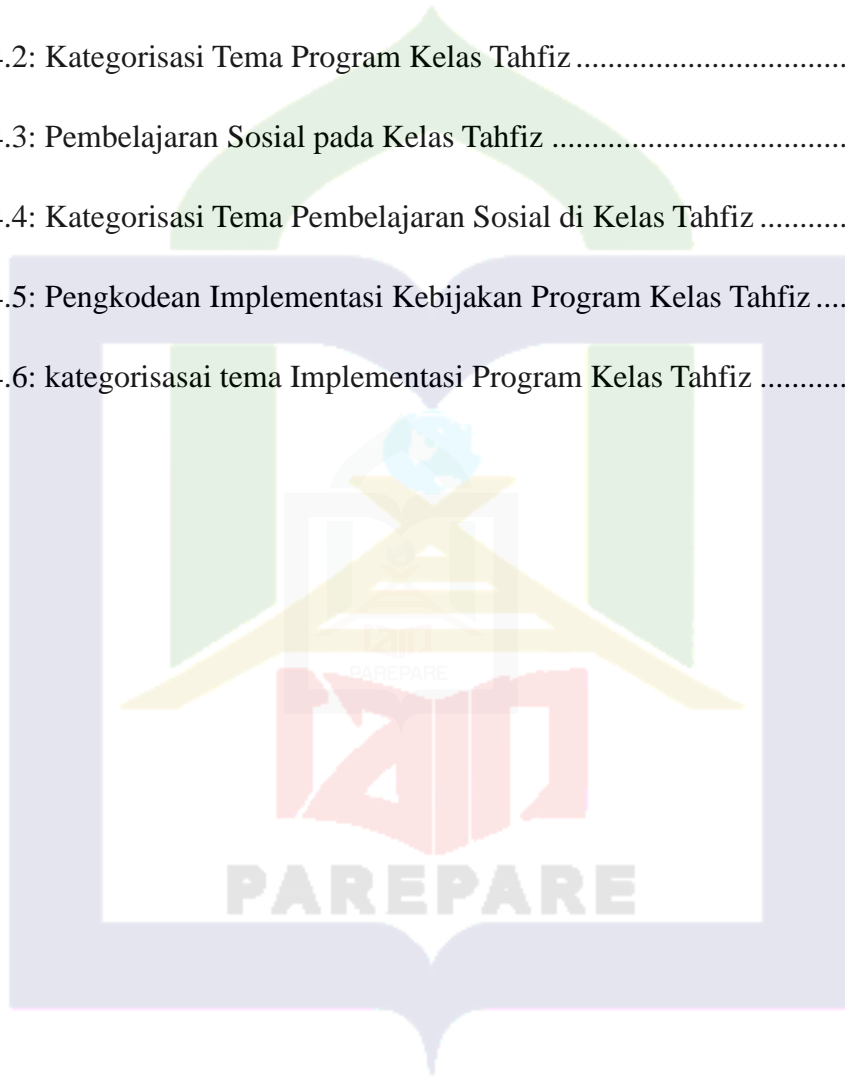 .2: Kategorisasi Tema Program Kelas Tahfiz ................................
.3: Pembelajaran Sosial pada Kelas Tahfiz ...................................
.4: Kategorisasi Tema Pembelajaran Sosial di Kelas Tahfiz ...........
.5: Pengkodean Implementasi Kebijakan Program Kelas Tahfiz ....
.6: kategorisasai tema Implementasi Program Kelas Tahfiz ...........
PAREPARE
PAREPARE